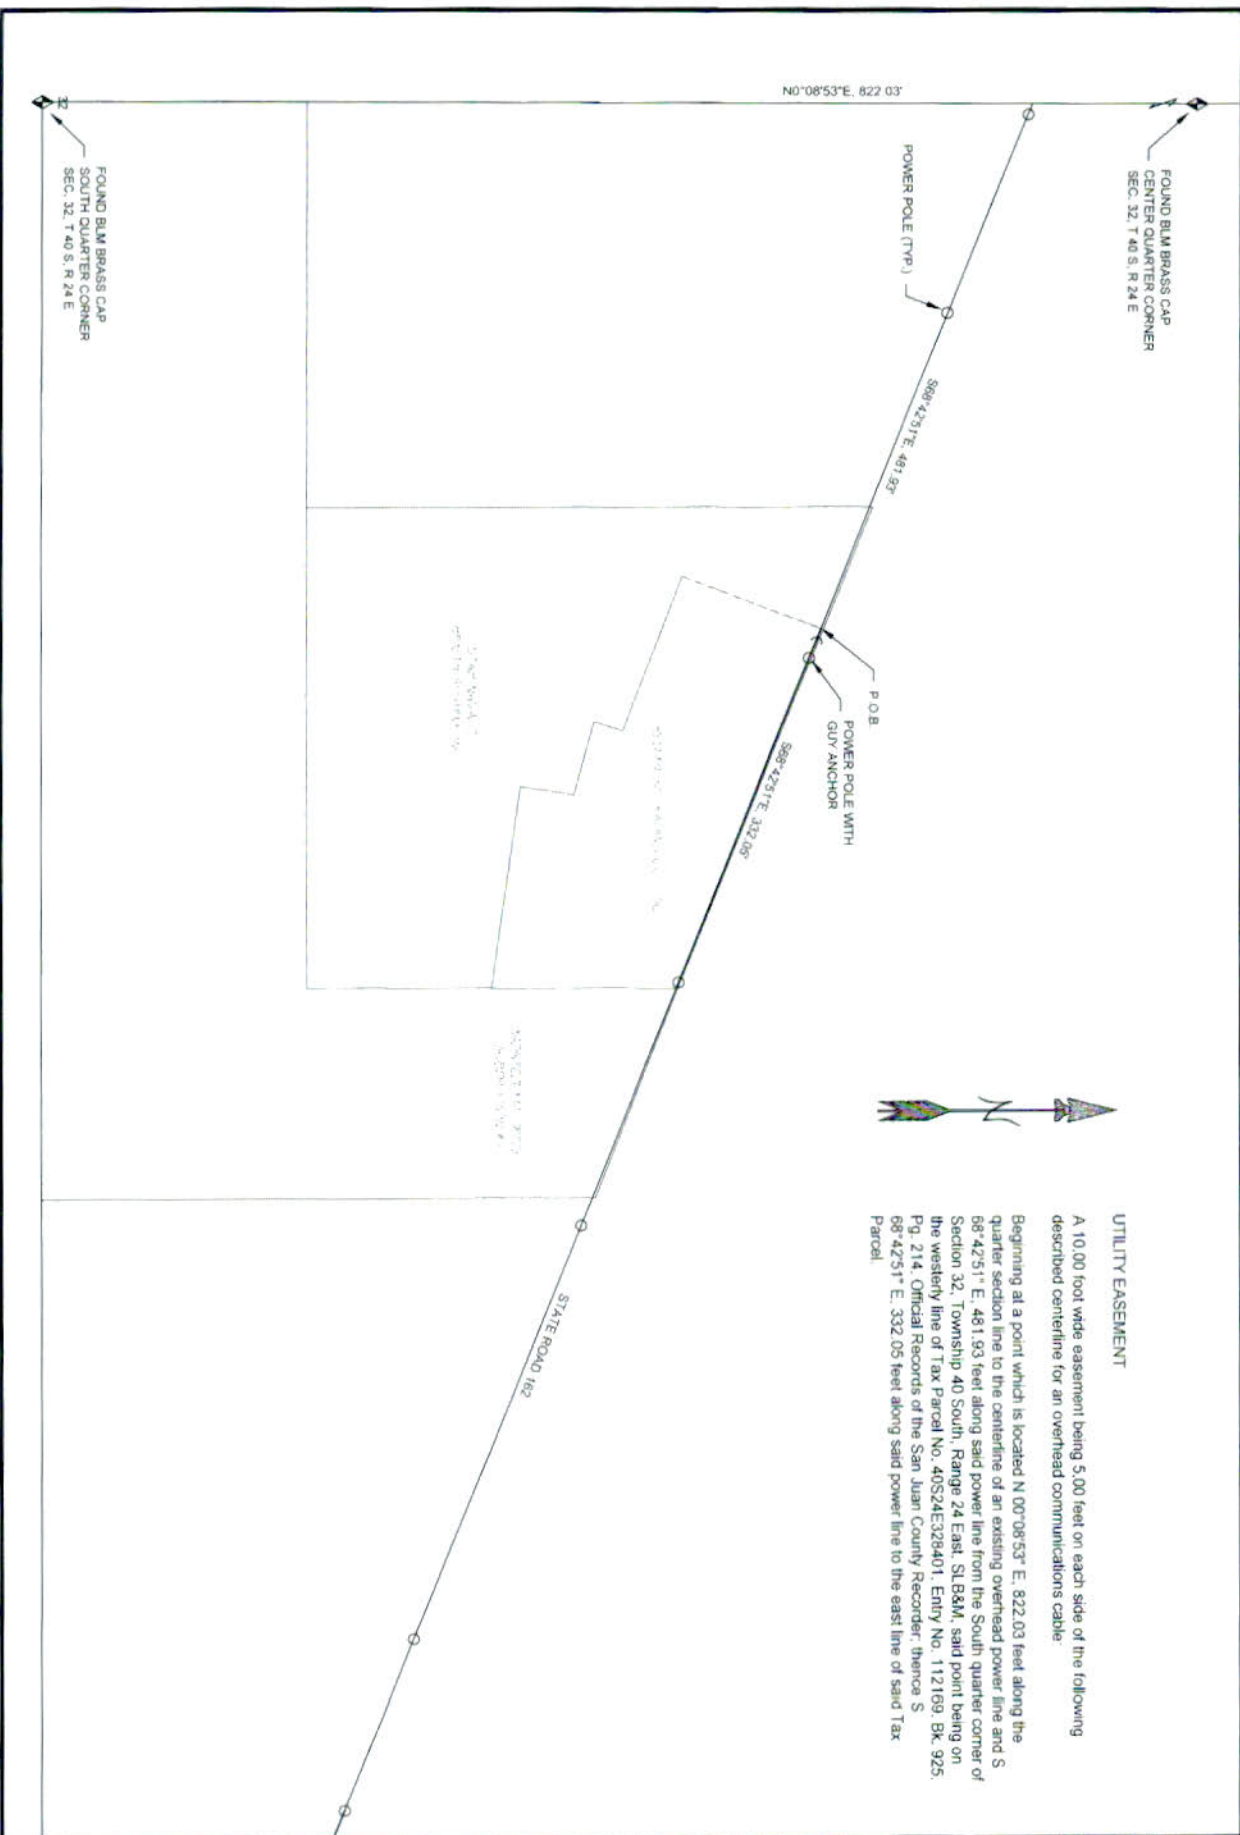 N0°08'53"E, 822.03'
FOUND BLM BRASS CAP
CENTER QUARTER CORNER
SEC. 32, T 40 S, R 24 E
POWER POLE (TYP.)
S68°42'51"E, 481.93'
P.O.B.
POWER POLE WITH
GUY ANCHOR
S68°42'51"E, 332.05'
STATE ROAD 162
32
FOUND BLM BRASS CAP
SOUTH QUARTER CORNER
SEC. 32, T 40 S, R 24 E
N
UTILITY EASEMENT
A 10.00 foot wide easement being 5.00 feet on each side of the following
described centerline for an overhead communications cable:
Beginning at a point which is located N 00°08'53" E, 822.03 feet along the
quarter section line to the centerline of an existing overhead power line and S
68°42'51" E, 481.93 feet along said power line from the South quarter corner of
Section 32, Township 40 South, Range 24 East, SLB&M, said point being on
the westerly line of Tax Parcel No. 40S24E328401, Entry No. 112169, Bk. 925,
Pg. 214, Official Records of the San Juan County Recorder; thence S
68°42'51" E, 332.05 feet along said power line to the east line of said Tax
Parcel.